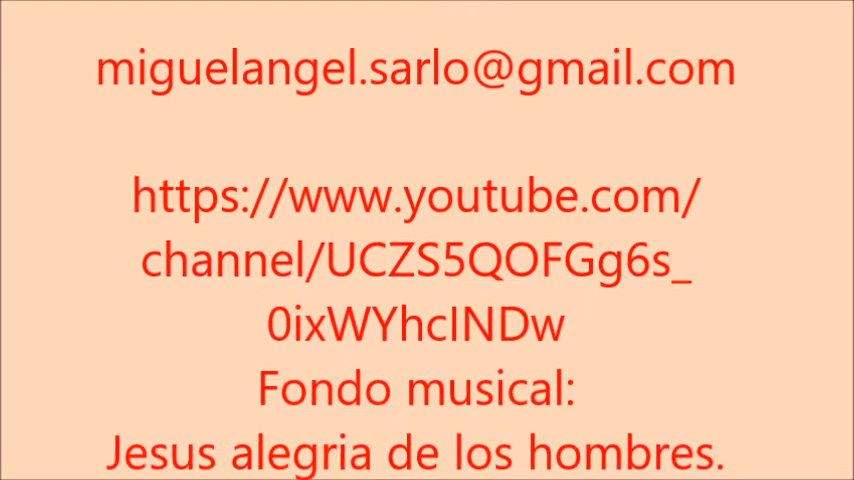 miguelangel.sarlo@gmail.com
https://www.youtube.com/
channel/UCZS5QOFGg6s_
0ixWYhcINDw
Fondo musical:
Jesus alegria de los hombres.